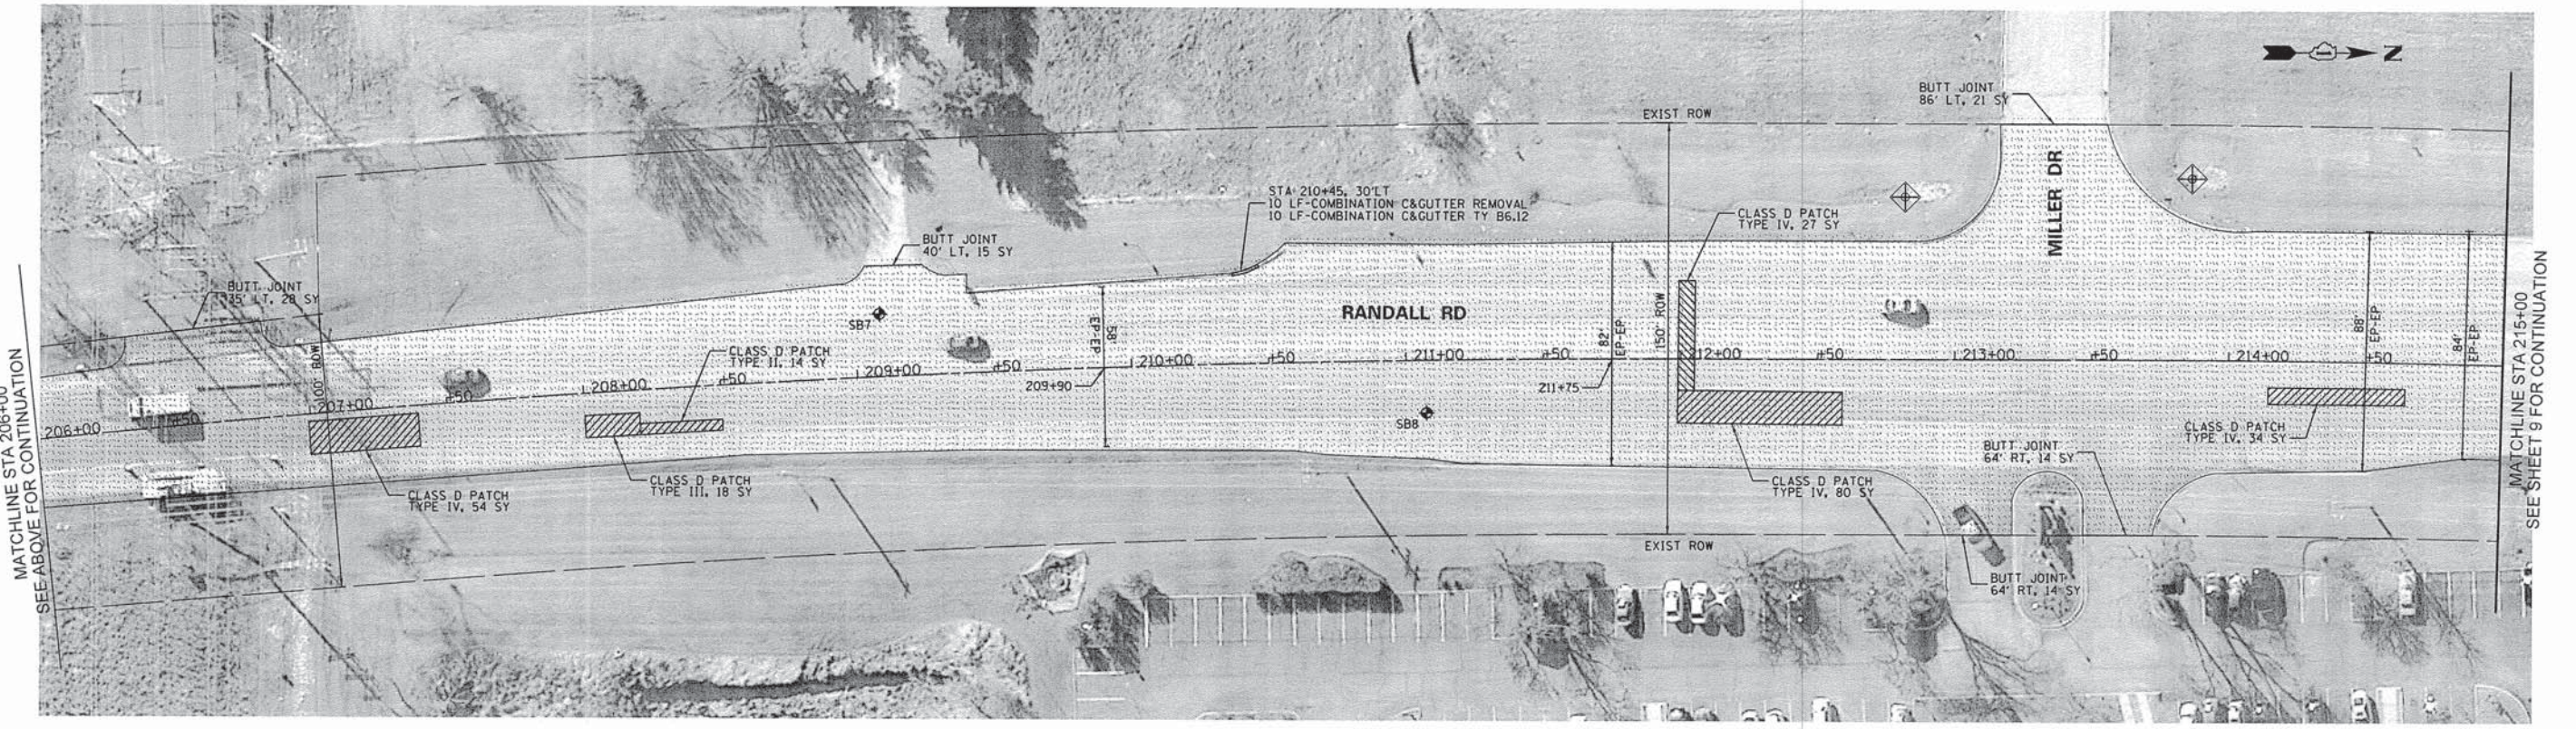 N
BUTT JOINT
86' LT, 21 SY
EXIST ROW
MILLER DR
STA 210+45, 30'LT
10 LF-COMBINATION C&GUTTER REMOVAL
10 LF-COMBINATION C&GUTTER TY B6.12
CLASS D PATCH
TYPE IV, 27 SY
BUTT JOINT
40' LT, 15 SY
BUTT JOINT
35' LT, 28 SY
SB7
RANDALL RD
58'
EP-EP
82'
EP-EP
150' ROW
88'
EP-EP
84'
EP-EP
100' ROW
CLASS D PATCH
TYPE II, 14 SY
206+00
+50
207+00
+50
208+00
+50
209+00
+50
210+00
+50
211+00
+50
212+00
+50
213+00
+50
214+00
+50
209+90
211+75
SB8
CLASS D PATCH
TYPE IV, 54 SY
CLASS D PATCH
TYPE III, 18 SY
CLASS D PATCH
TYPE IV, 80 SY
BUTT JOINT
64' RT, 14 SY
CLASS D PATCH
TYPE IV, 34 SY
EXIST ROW
BUTT JOINT
64' RT, 14 SY
MATCHLINE STA 206+00
SEE ABOVE FOR CONTINUATION
MATCHLINE STA 215+00
SEE SHEET 9 FOR CONTINUATION